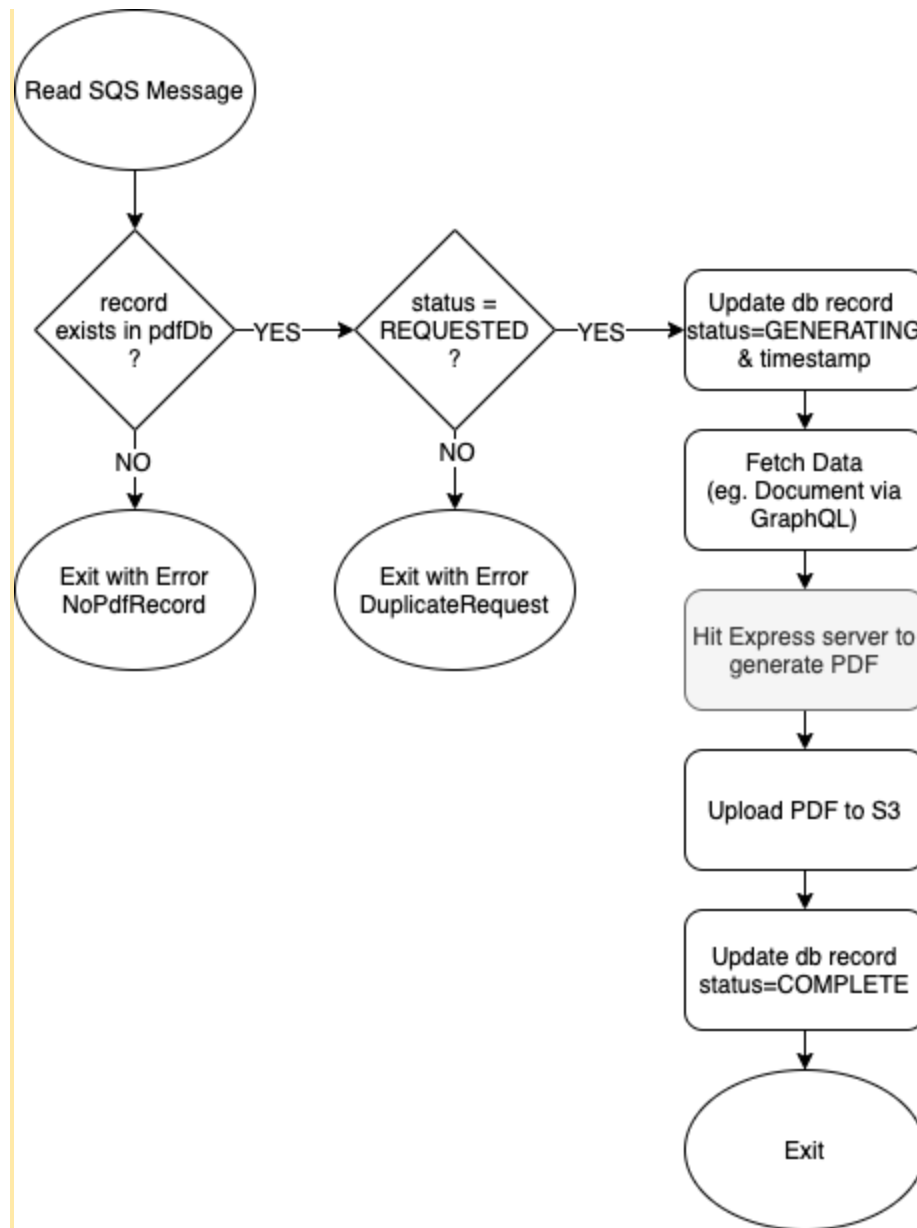 Read SQS Message
record
exists in pdfDb
?
YES
status =
REQUESTED
?
YES
Update db record
status=GENERATING
& timestamp
NO
NO
Fetch Data
(eg. Document via
GraphQL)
Exit with Error
NoPdfRecord
Exit with Error
DuplicateRequest
Hit Express server to
generate PDF
Upload PDF to S3
Update db record
status=COMPLETE
Exit